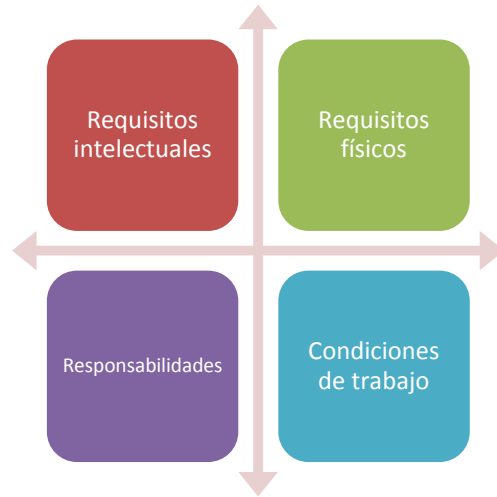 Requisitos
intelectuales
Requisitos
físicos
Responsabilidades
Condiciones
de trabajo